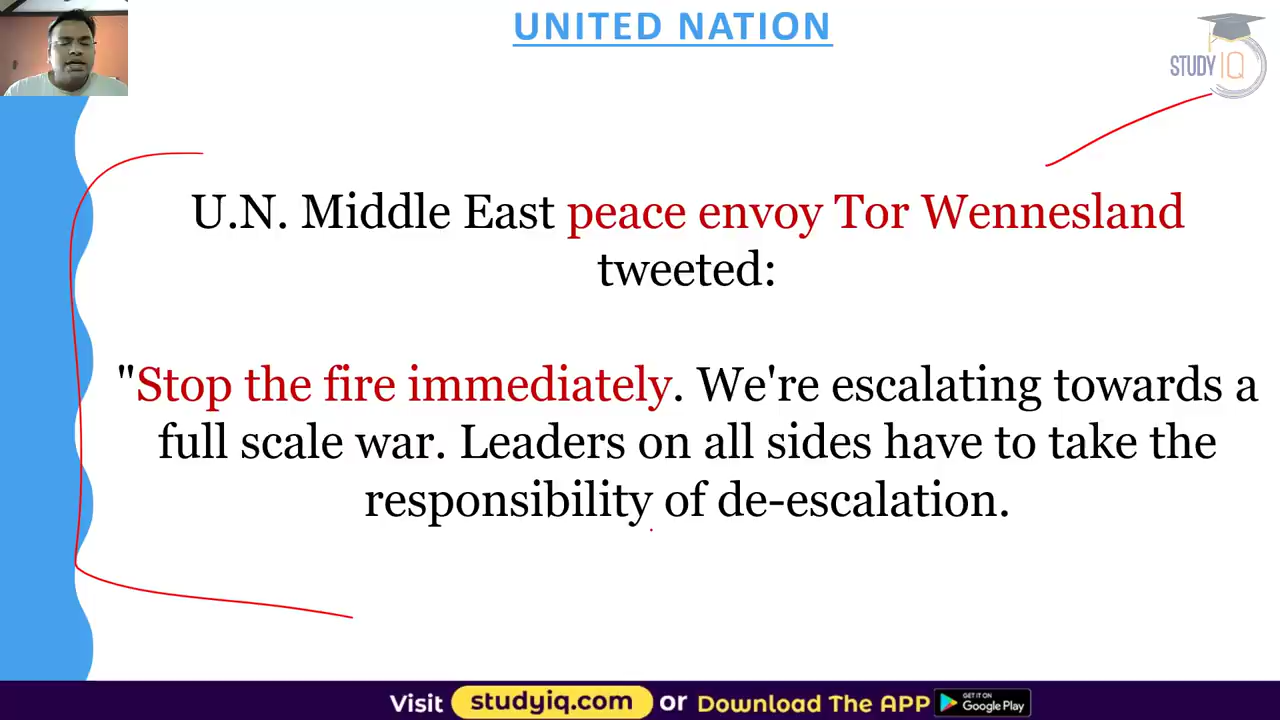 UNITED NATION
STUDY IQ
U.N. Middle East peace envoy Tor Wennesland
tweeted:
"Stop the fire immediately. We're escalating towards a
full scale war. Leaders on all sides have to take the
responsibility of de-escalation.
Visit studyiq.com or Download The APP GET IT ON Google Play